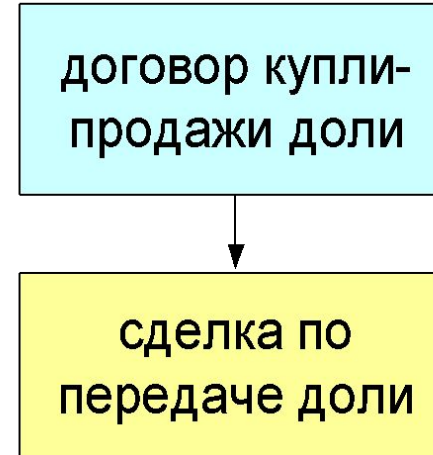 договор купли-
продажи доли
сделка по
передаче доли